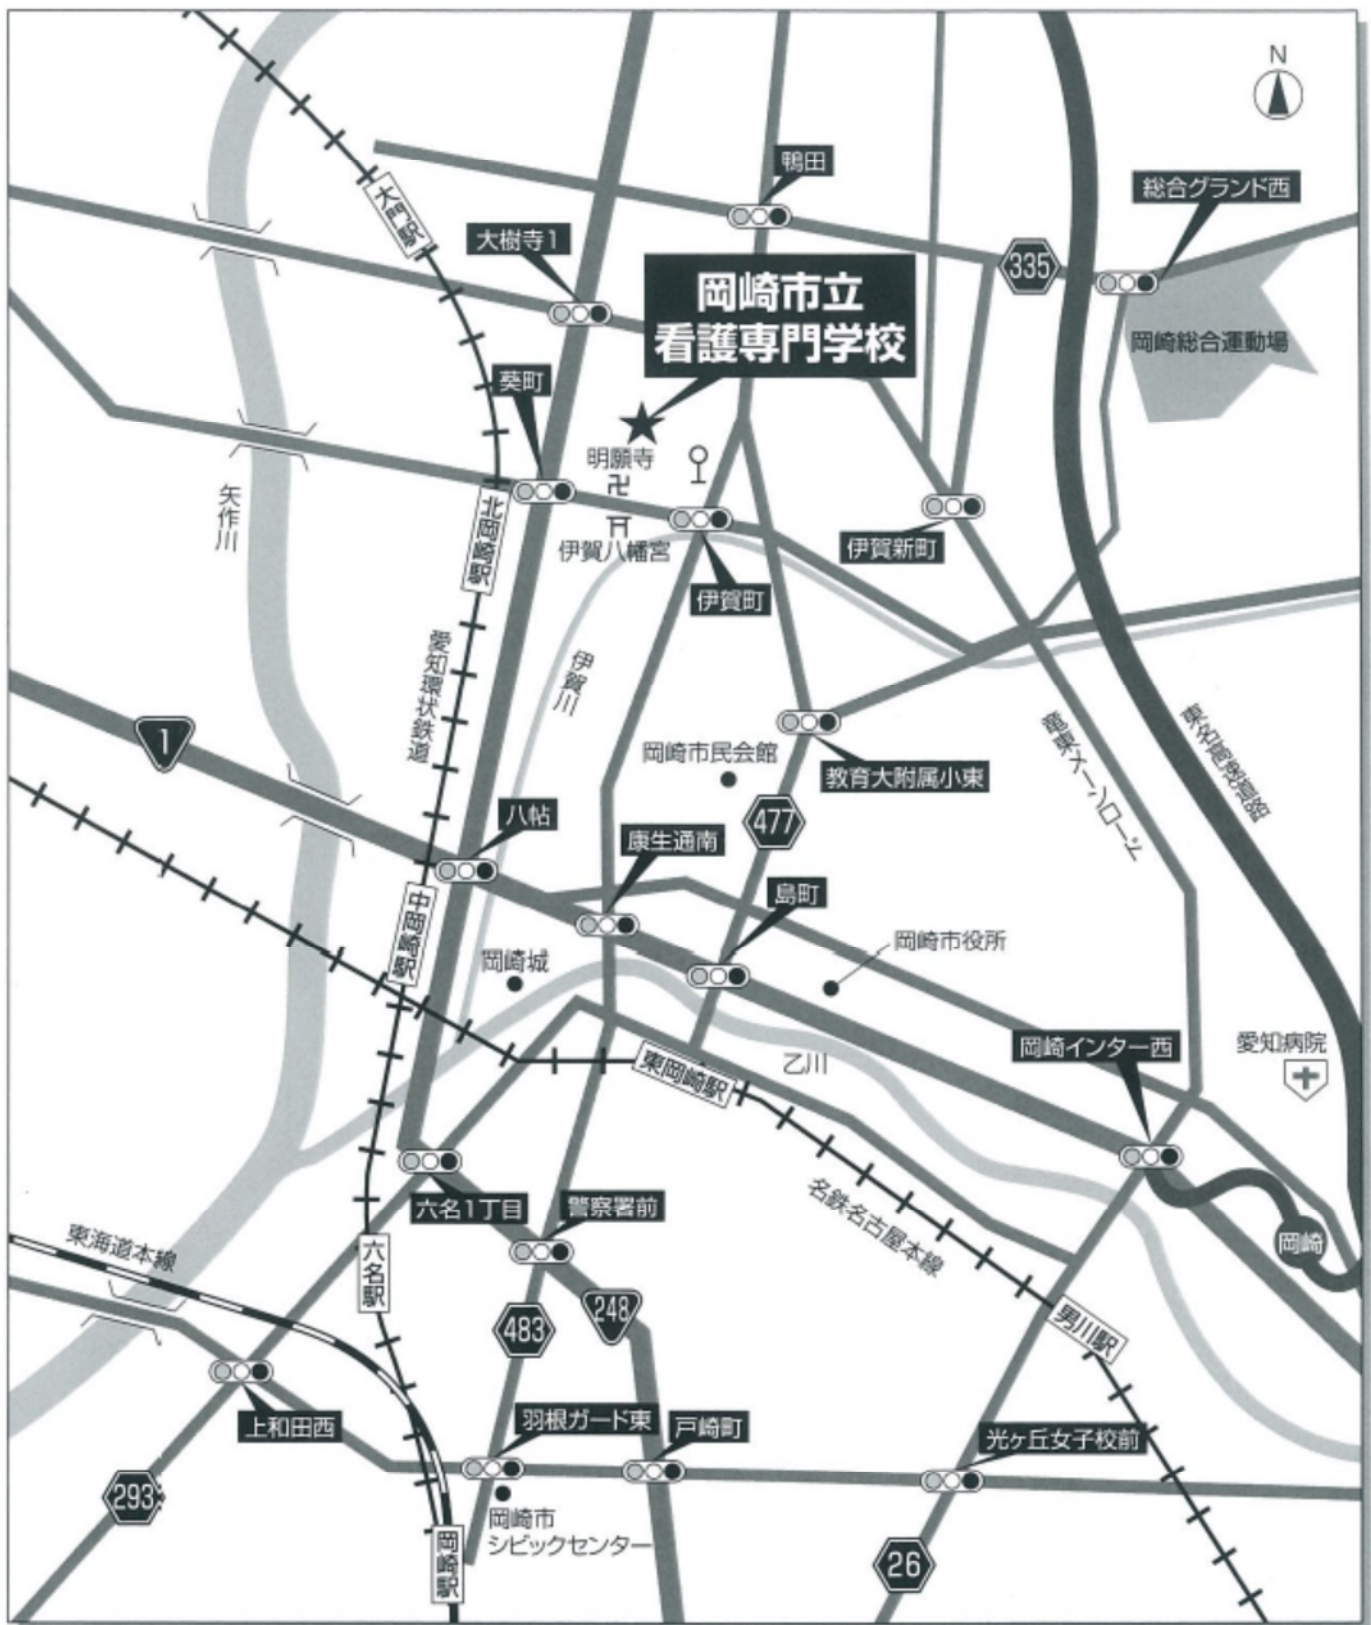 N
鴨田
総合グランド西
大門駅
大樹寺1
335
岡崎市立
看護専門学校
岡崎総合運動場
葵町
明願寺
卍
矢作川
北岡崎駅
伊賀八幡宮
伊賀新町
伊賀町
愛知環状鉄道
伊賀川
1
岡崎市民会館
教育大附属小東
竜東メーンロード
東名高速道路
477
八帖
康生通南
島町
中岡崎駅
岡崎城
岡崎市役所
岡崎インター西
愛知病院
東岡崎駅
乙川
六名1丁目
警察署前
名鉄名古屋本線
岡崎
東海道本線
六名駅
483
248
男川駅
上和田西
羽根ガード東
戸崎町
光ヶ丘女子校前
293
岡崎市
シビックセンター
岡崎駅
26